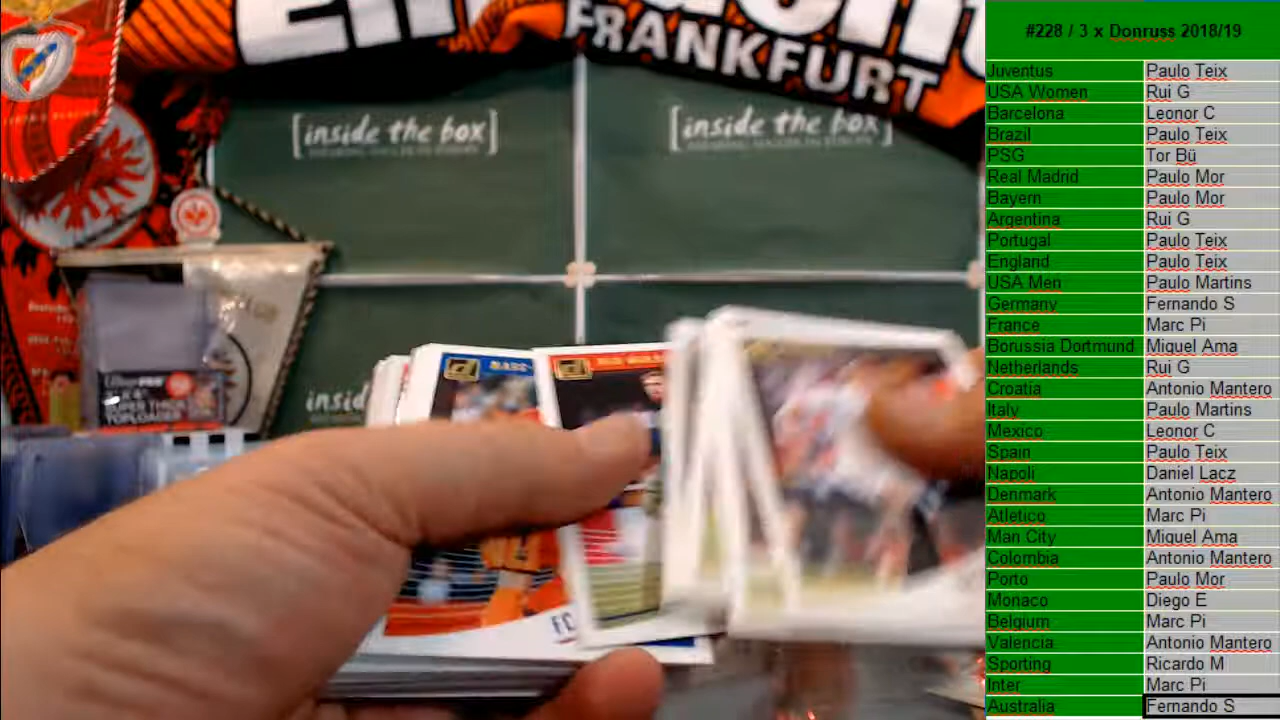 Eintracht
FRANKFURT
[inside the box]
[inside the box]
inside
FC
#228 / 3 x Donruss 2018/19
Juventus Paulo Teix
USA Women Rui G
Barcelona Leonor C
Brazil Paulo Teix
PSG Tor Bü
Real Madrid Paulo Mor
Bayern Paulo Mor
Argentina Rui G
Portugal Paulo Teix
England Paulo Teix
USA Men Paulo Martins
Germany Fernando S
France Marc Pi
Borussia Dortmund Miguel Ama
Netherlands Rui G
Croatia Antonio Mantero
Italy Paulo Martins
Mexico Leonor C
Spain Paulo Teix
Napoli Daniel Lacz
Denmark Antonio Mantero
Atletico Marc Pi
Man City Miguel Ama
Colombia Antonio Mantero
Porto Paulo Mor
Monaco Diego E
Belgium Marc Pi
Valencia Antonio Mantero
Sporting Ricardo M
Inter Marc Pi
Australia Fernando S